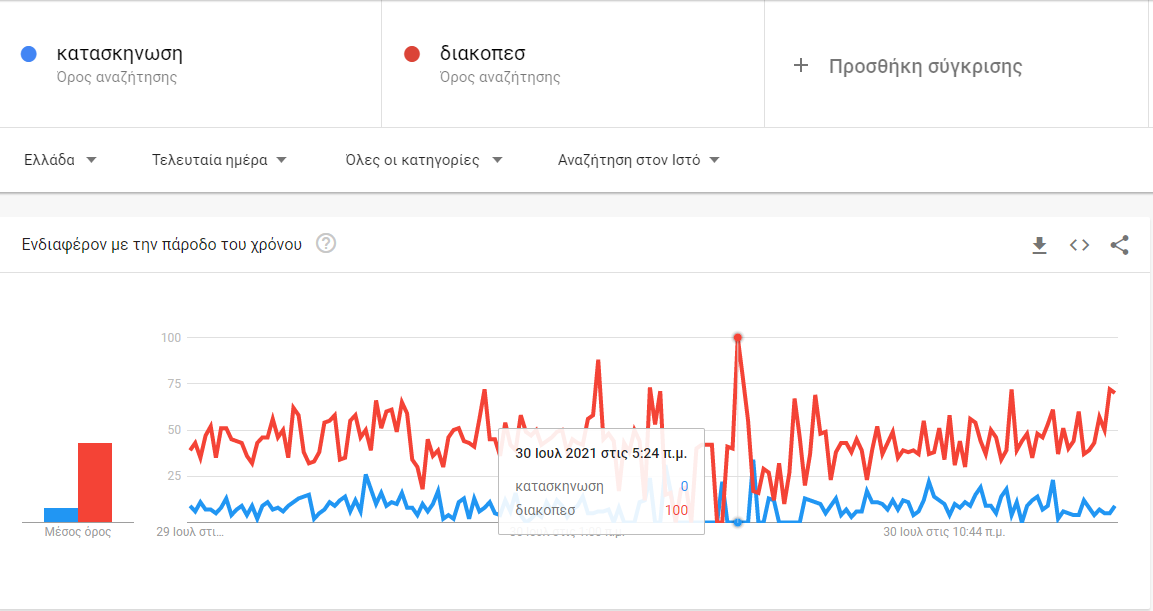 κατασκηνωση
Όρος αναζήτησης
διακοπεσ
Όρος αναζήτησης
+ Προσθήκη σύγκρισης
Ελλάδα
Τελευταία ημέρα
Όλες οι κατηγορίες
Αναζήτηση στον Ιστό
Ενδιαφέρον με την πάροδο του χρόνου
?
100
75
50
25
30 Ιουλ 2021 στις 5:24 π.μ.
κατασκηνωση 0
διακοπεσ 100
Μέσος όρος
29 Ιουλ στι...
30 Ιουλ στις 10:44 π.μ.